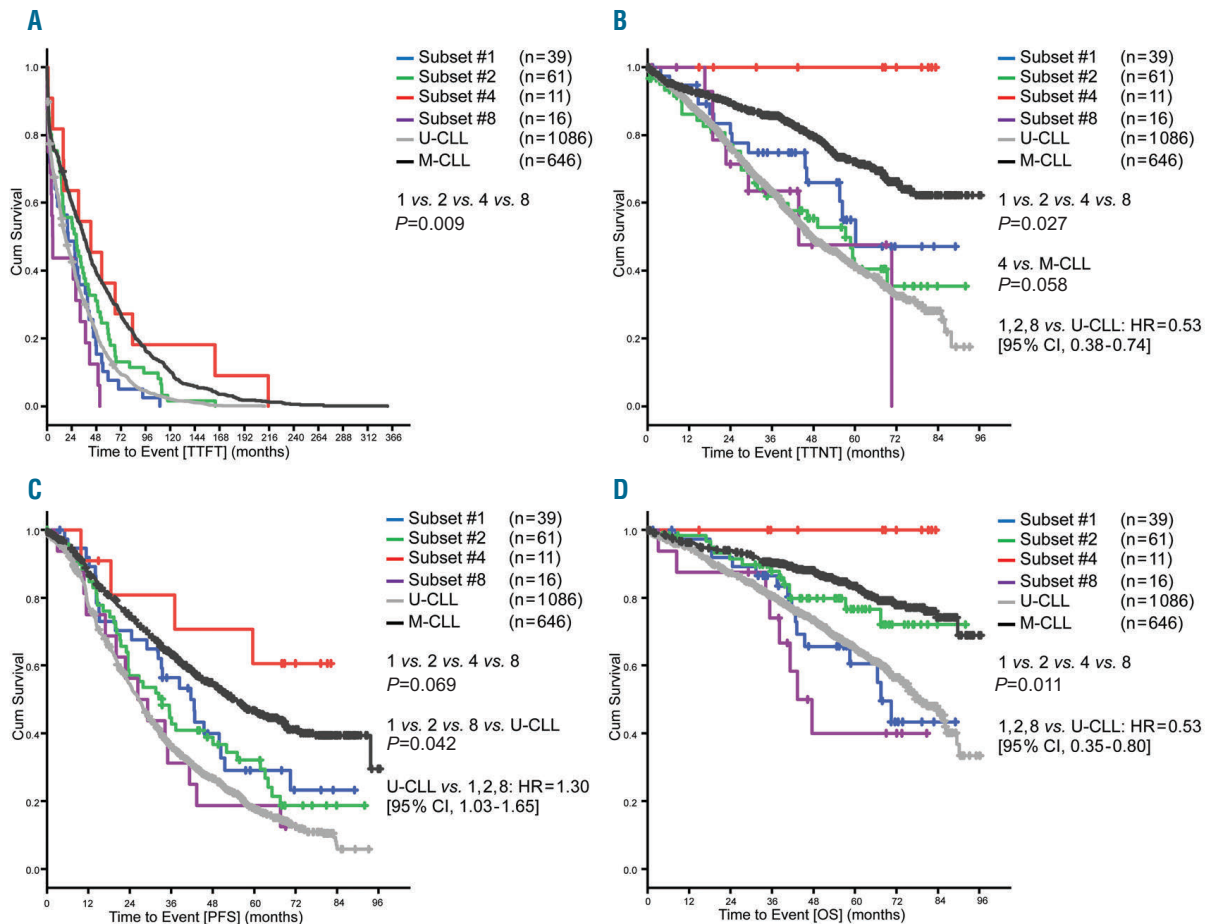 A
Subset #1 (n=39)
Subset #2 (n=61)
Subset #4 (n=11)
Subset #8 (n=16)
U-CLL (n=1086)
M-CLL (n=646)
1 vs. 2 vs. 4 vs. 8
P=0.009
Cum Survival
1.0
0.8
0.6
0.4
0.2
0.0
0 24 48 72 96 120 144 168 192 216 240 264 288 312 366
Time to Event [TTFT] (months)
B
Subset #1 (n=39)
Subset #2 (n=61)
Subset #4 (n=11)
Subset #8 (n=16)
U-CLL (n=1086)
M-CLL (n=646)
1 vs. 2 vs. 4 vs. 8
P=0.027
4 vs. M-CLL
P=0.058
1,2,8 vs. U-CLL: HR=0.53
[95% CI, 0.38-0.74]
Cum Survival
1.0
0.8
0.6
0.4
0.2
0.0
0 12 24 36 48 60 72 84 96
Time to Event [TTNT] (months)
C
Subset #1 (n=39)
Subset #2 (n=61)
Subset #4 (n=11)
Subset #8 (n=16)
U-CLL (n=1086)
M-CLL (n=646)
1 vs. 2 vs. 4 vs. 8
P=0.069
1 vs. 2 vs. 8 vs. U-CLL
P=0.042
U-CLL vs. 1,2,8: HR=1.30
[95% CI, 1.03-1.65]
Cum Survival
1.0
0.8
0.6
0.4
0.2
0.0
0 12 24 36 48 60 72 84 96
Time to Event [PFS] (months)
D
Subset #1 (n=39)
Subset #2 (n=61)
Subset #4 (n=11)
Subset #8 (n=16)
U-CLL (n=1086)
M-CLL (n=646)
1 vs. 2 vs. 4 vs. 8
P=0.011
1,2,8 vs. U-CLL: HR=0.53
[95% CI, 0.35-0.80]
Cum Survival
1.0
0.8
0.6
0.4
0.2
0.0
0 12 24 36 48 60 72 84 96
Time to Event [OS] (months)